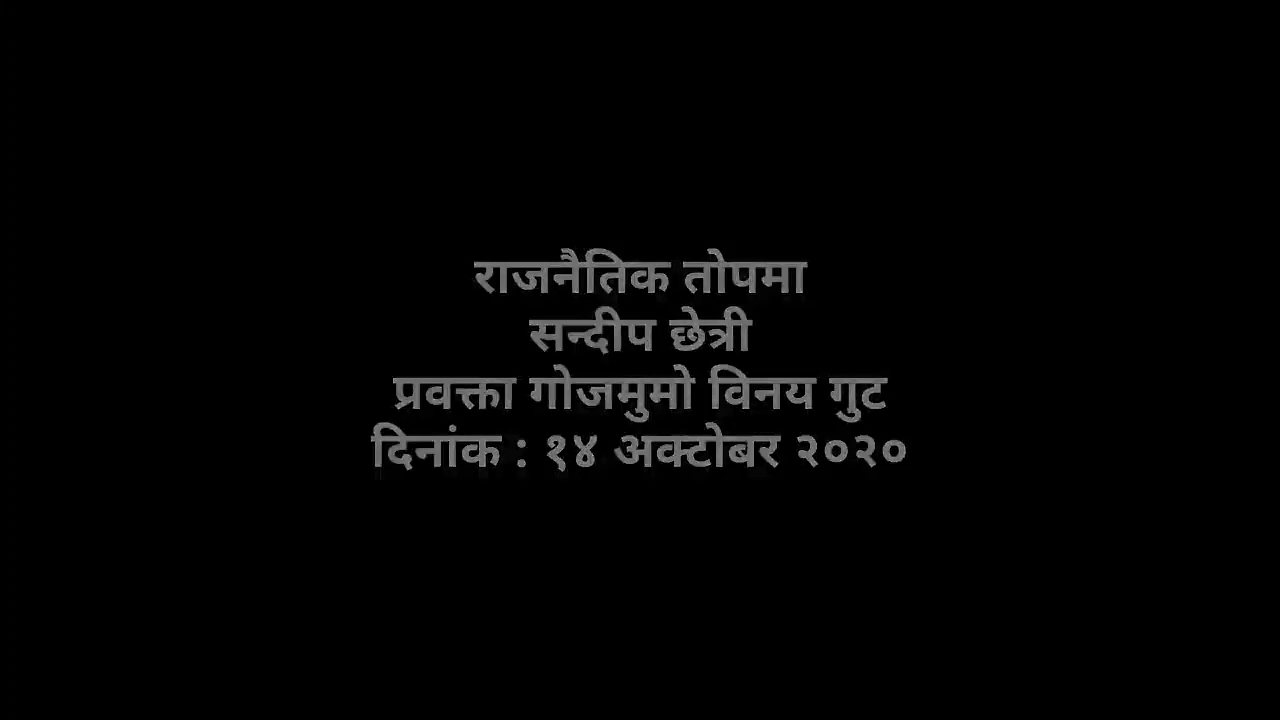 राजनैतिक तोपमा
सन्दीप छेत्री
प्रवक्ता गोजमुमो विनय गुट
दिनांक : १४ अक्टोबर २०२०